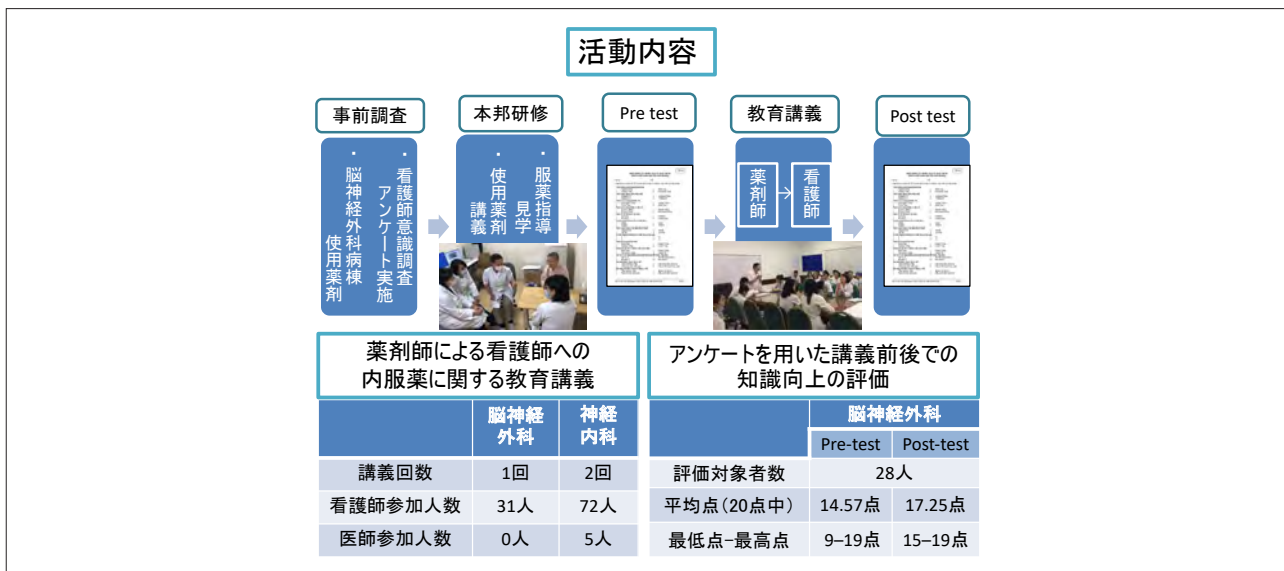 活動内容
事前調査
・看護師意識調査
アンケート実施
・脳神経外科病棟
使用薬剤
本邦研修
・服薬指導
見学
・使用薬剤
講義
Pre test
教育講義
薬剤師
→
看護師
Post test
薬剤師による看護師への
内服薬に関する教育講義
脳神経
外科
神経
内科
講義回数 1回 2回
看護師参加人数 31人 72人
医師参加人数 0人 5人
アンケートを用いた講義前後での
知識向上の評価
脳神経外科
Pre-test Post-test
評価対象者数 28人
平均点(20点中) 14.57点 17.25点
最低点-最高点 9–19点 15–19点